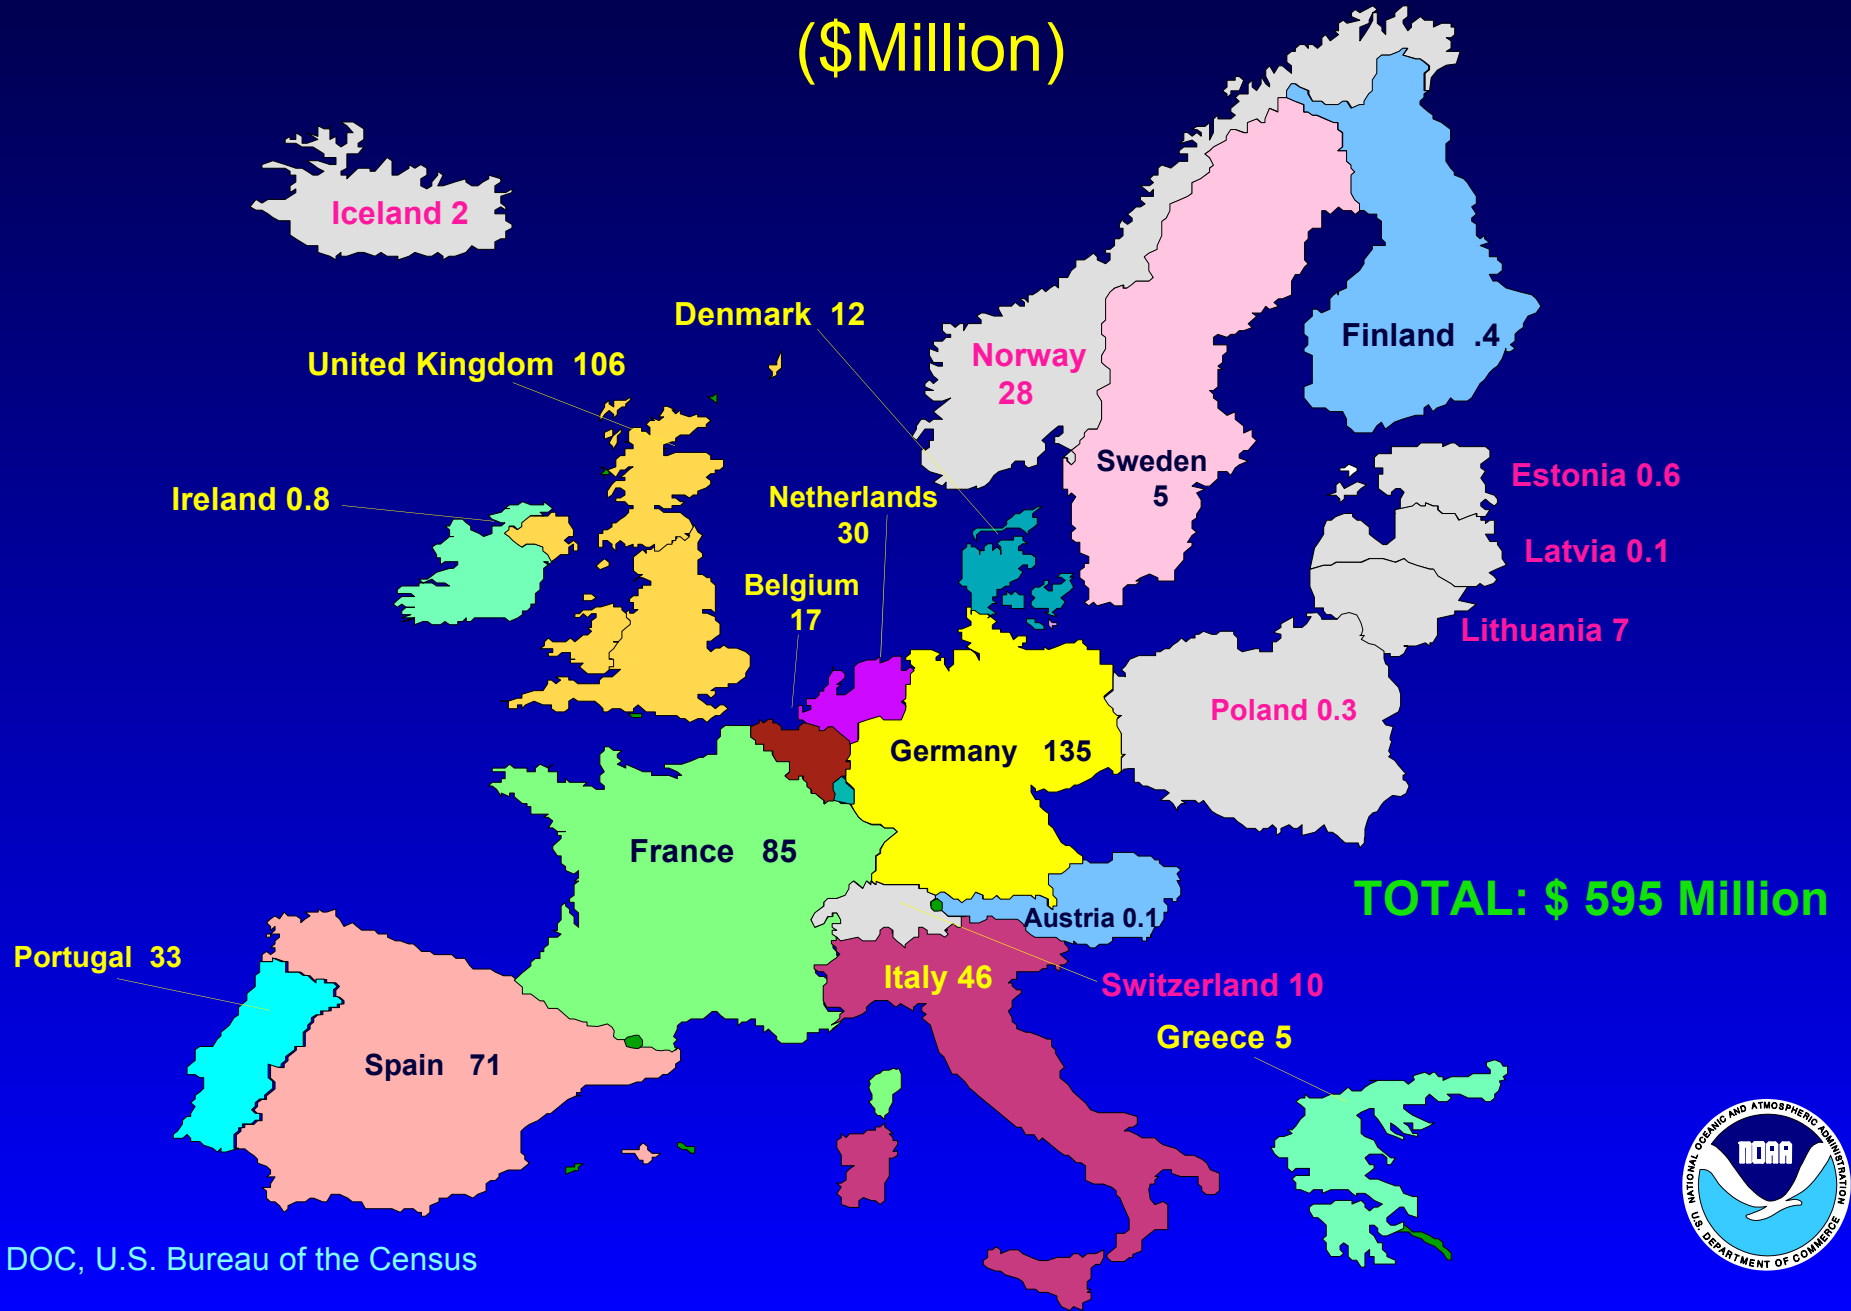 ($Million)
Iceland 2
Denmark 12
Norway
28
Finland .4
United Kingdom 106
Sweden
5
Estonia 0.6
Ireland 0.8
Netherlands
30
Latvia 0.1
Belgium
17
Lithuania 7
Poland 0.3
Germany 135
France 85
TOTAL: $ 595 Million
Austria 0.1
Portugal 33
Italy 46
Switzerland 10
Greece 5
Spain 71
NATIONAL OCEANIC AND ATMOSPHERIC ADMINISTRATION
NOAA
U.S. DEPARTMENT OF COMMERCE
DOC, U.S. Bureau of the Census